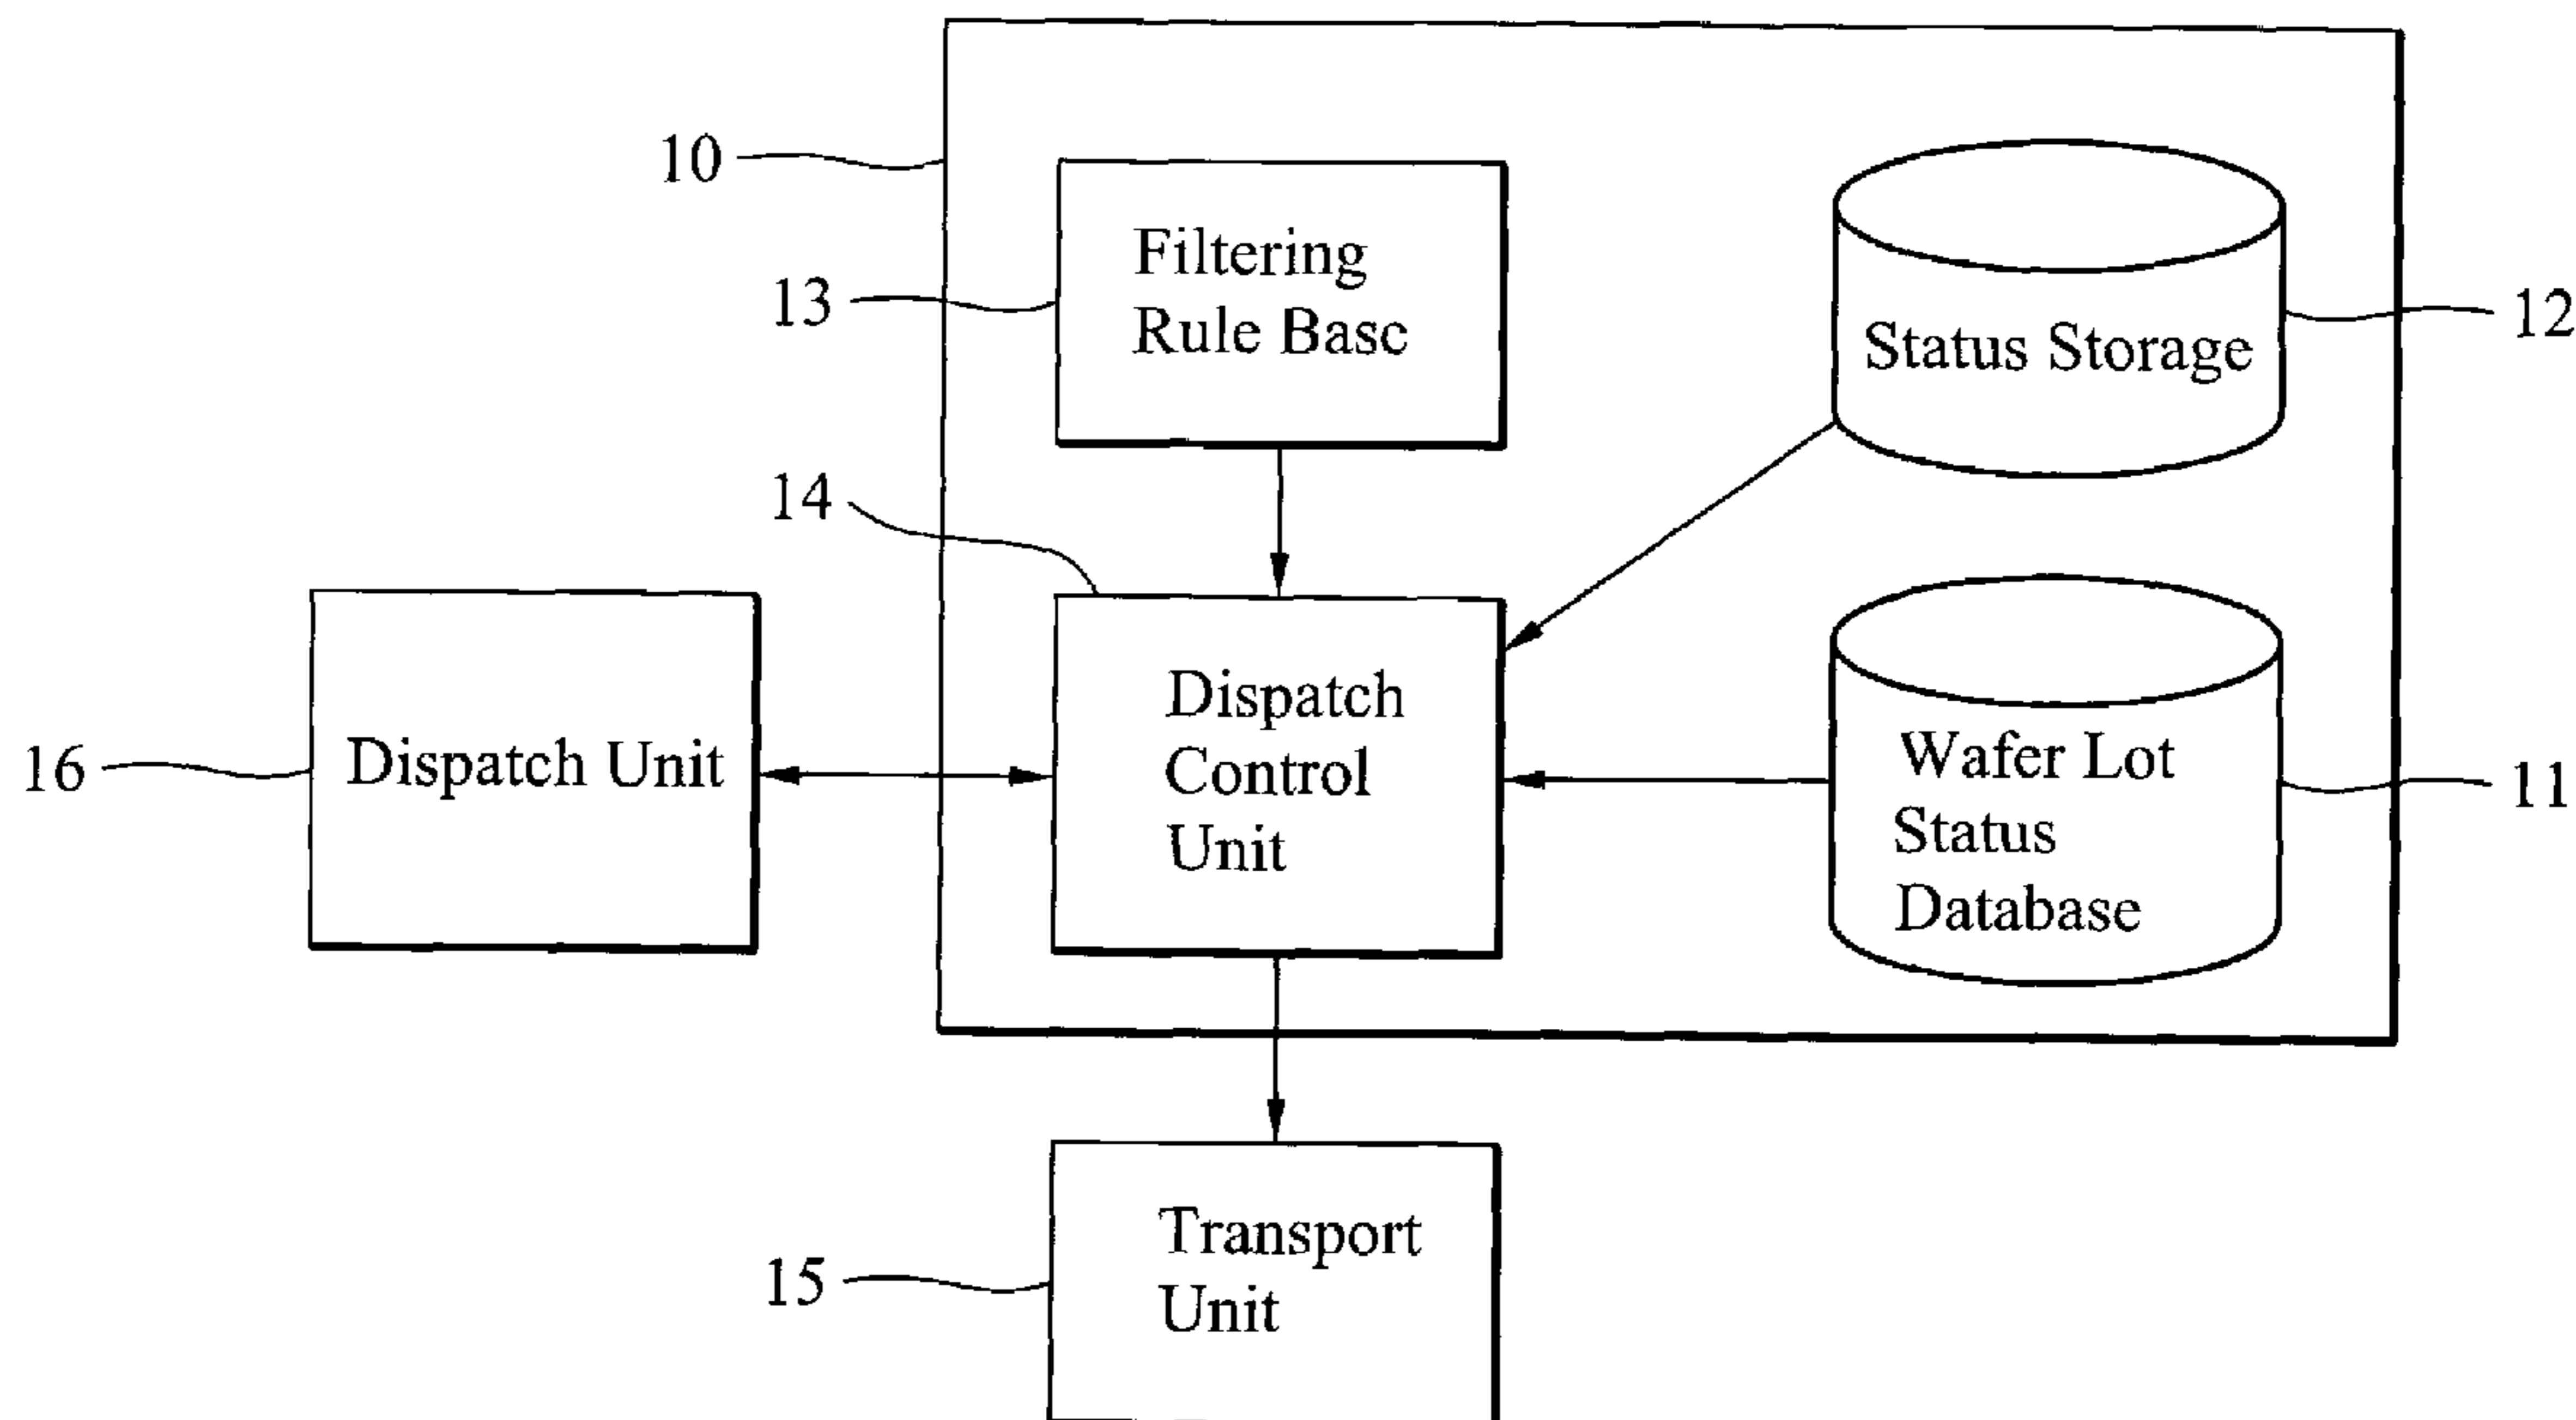 10
Filtering
Rule Base
13
Status Storage
12
14
Dispatch
Control
Unit
Dispatch Unit
16
Wafer Lot
Status
Database
11
Transport
Unit
15